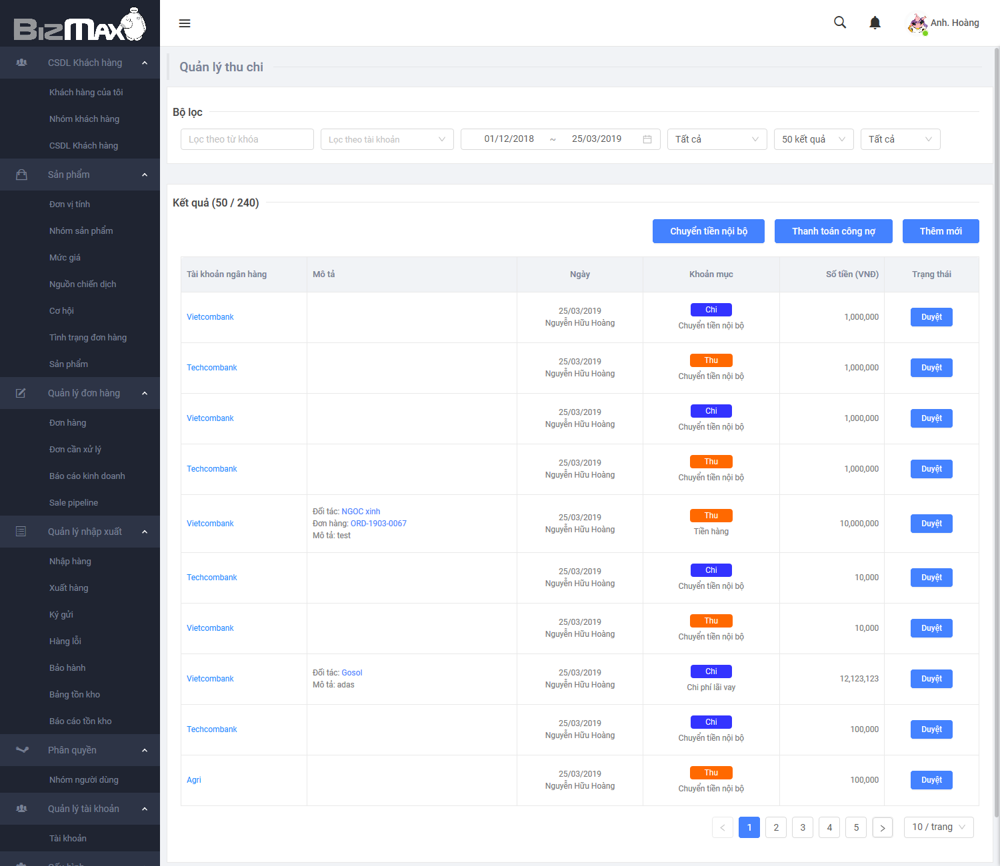 BizMax
Anh. Hoàng
CSDL Khách hàng
Khách hàng của tôi
Nhóm khách hàng
CSDL Khách hàng
Sản phẩm
Đơn vị tính
Nhóm sản phẩm
Mức giá
Nguồn chiến dịch
Cơ hội
Tình trạng đơn hàng
Sản phẩm
Quản lý đơn hàng
Đơn hàng
Đơn cần xử lý
Báo cáo kinh doanh
Sale pipeline
Quản lý nhập xuất
Nhập hàng
Xuất hàng
Ký gửi
Hàng lỗi
Bảo hành
Bảng tồn kho
Báo cáo tồn kho
Phân quyền
Nhóm người dùng
Quản lý tài khoản
Tài khoản
Quản lý thu chi
Bộ lọc
Lọc theo từ khóa Lọc theo tài khoản 01/12/2018 ~ 25/03/2019 Tất cả 50 kết quả Tất cả
Kết quả (50 / 240)
Chuyển tiền nội bộ Thanh toán công nợ Thêm mới
Tài khoản ngân hàng Mô tả Ngày Khoản mục Số tiền (VNĐ) Trạng thái
Vietcombank 25/03/2019 Chi 1,000,000 Duyệt
Nguyễn Hữu Hoàng Chuyển tiền nội bộ
Techcombank 25/03/2019 Thu 1,000,000 Duyệt
Nguyễn Hữu Hoàng Chuyển tiền nội bộ
Vietcombank 25/03/2019 Chi 1,000,000 Duyệt
Nguyễn Hữu Hoàng Chuyển tiền nội bộ
Techcombank 25/03/2019 Thu 1,000,000 Duyệt
Nguyễn Hữu Hoàng Chuyển tiền nội bộ
Đối tác: NGOC xinh 25/03/2019 Thu
Vietcombank Đơn hàng: ORD-1903-0067 10,000,000 Duyệt
Mô tả: test Nguyễn Hữu Hoàng Tiền hàng
Techcombank 25/03/2019 Chi 10,000 Duyệt
Nguyễn Hữu Hoàng Chuyển tiền nội bộ
Vietcombank 25/03/2019 Thu 10,000 Duyệt
Nguyễn Hữu Hoàng Chuyển tiền nội bộ
Vietcombank Đối tác: Gosol 25/03/2019 Chi 12,123,123 Duyệt
Mô tả: adas Nguyễn Hữu Hoàng Chi phí lãi vay
Techcombank 25/03/2019 Chi 100,000 Duyệt
Nguyễn Hữu Hoàng Chuyển tiền nội bộ
Agri 25/03/2019 Thu 100,000 Duyệt
Nguyễn Hữu Hoàng Chuyển tiền nội bộ
< 1 2 3 4 5 > 10 / trang